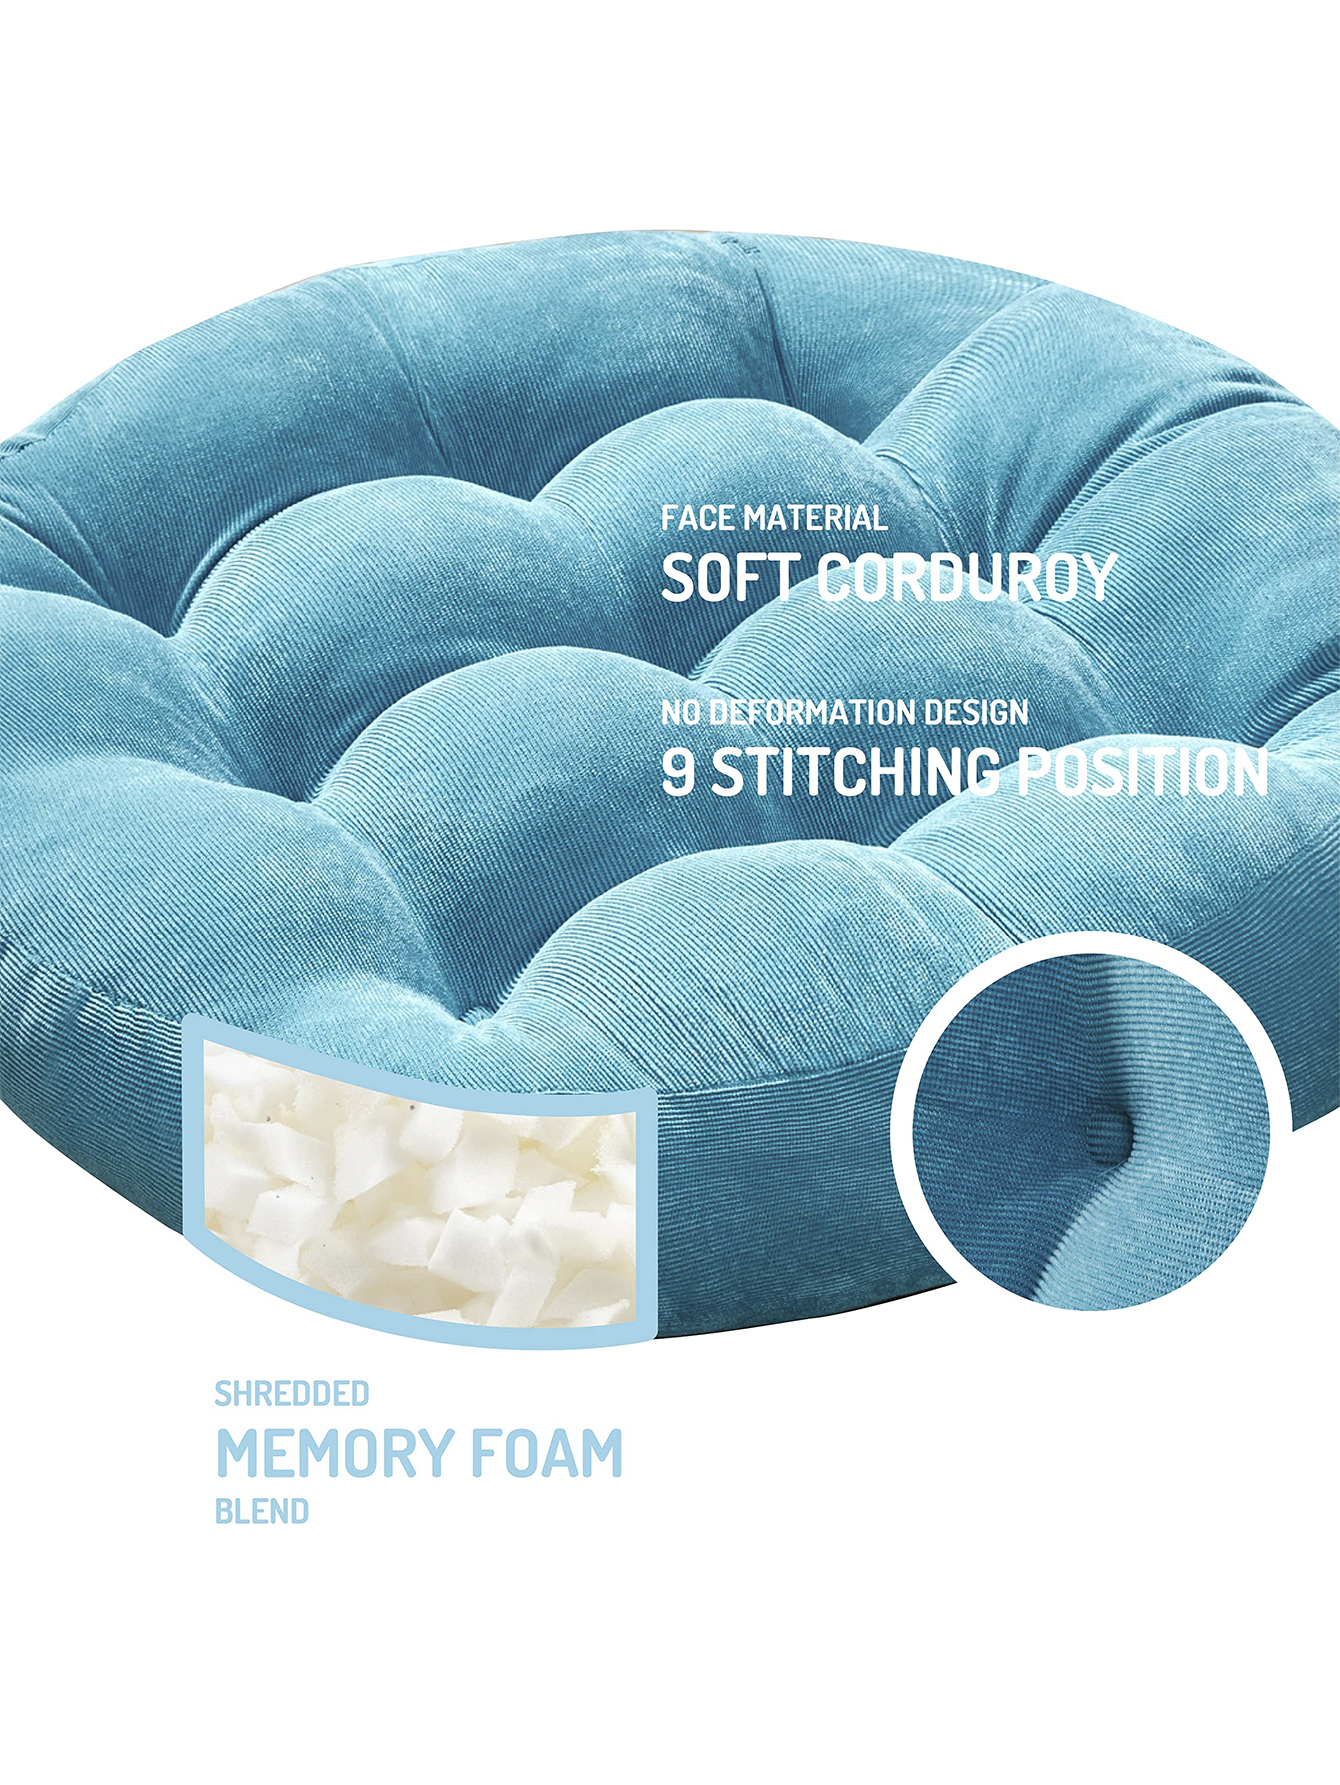 FACE MATERIAL
SOFT CORDUROY
NO DEFORMATION DESIGN
9 STITCHING POSITION
SHREDDED
MEMORY FOAM
BLEND